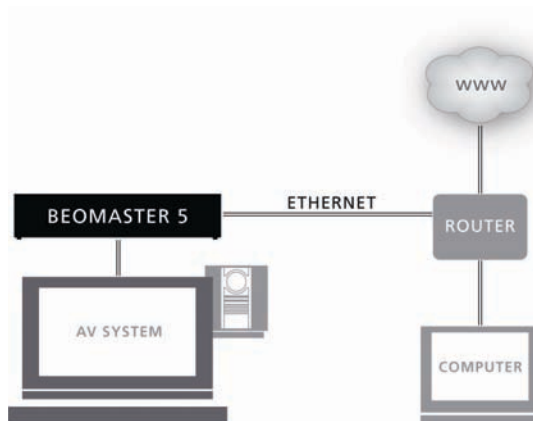 www
ETHERNET
BEOMASTER 5
ROUTER
AV SYSTEM
COMPUTER